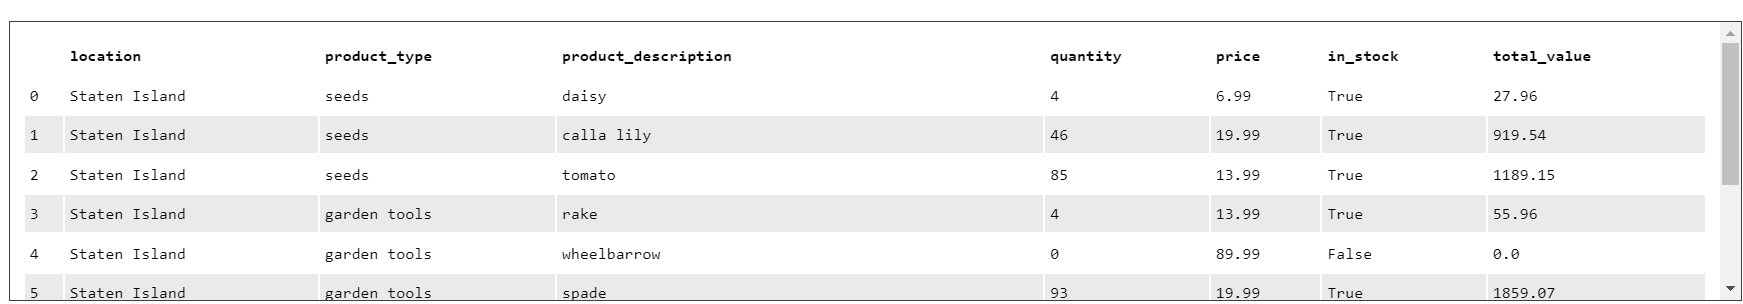 location product_type product_description quantity price in_stock total_value
0 Staten Island seeds daisy 4 6.99 True 27.96
1 Staten Island seeds calla lily 46 19.99 True 919.54
2 Staten Island seeds tomato 85 13.99 True 1189.15
3 Staten Island garden tools rake 4 13.99 True 55.96
4 Staten Island garden tools wheelbarrow 0 89.99 False 0.0
5 Staten Island garden tools spade 93 19.99 True 1859.07